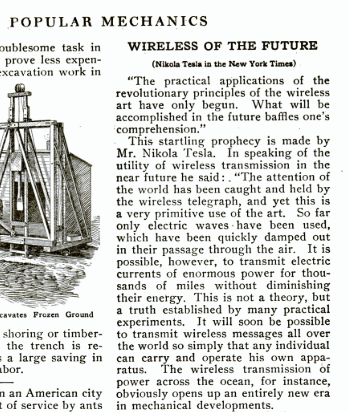 POPULAR MECHANICS
oublesome task in
prove less expen-
excavation work in
cavates Frozen Ground
shoring or timber-
the trench is re-
s a large saving in
abor.
n an American city
t of service by ants
WIRELESS OF THE FUTURE
(Nikola Tesla in the New York Times)
"The practical applications of the
revolutionary principles of the wireless
art have only begun. What will be
accomplished in the future baffles one's
comprehension."
This startling prophecy is made by
Mr. Nikola Tesla. In speaking of the
utility of wireless transmission in the
near future he said: "The attention of
the world has been caught and held by
the wireless telegraph, and yet this is
a very primitive use of the art. So far
only electric waves have been used,
which have been quickly damped out
in their passage through the air. It is
possible, however, to transmit electric
currents of enormous power for thou-
sands of miles without diminishing
their energy. This is not a theory, but
a truth established by many practical
experiments. It will soon be possible
to transmit wireless messages all over
the world so simply that any individual
can carry and operate his own appa-
ratus. The wireless transmission of
power across the ocean, for instance,
obviously opens up an entirely new era
in mechanical developments.